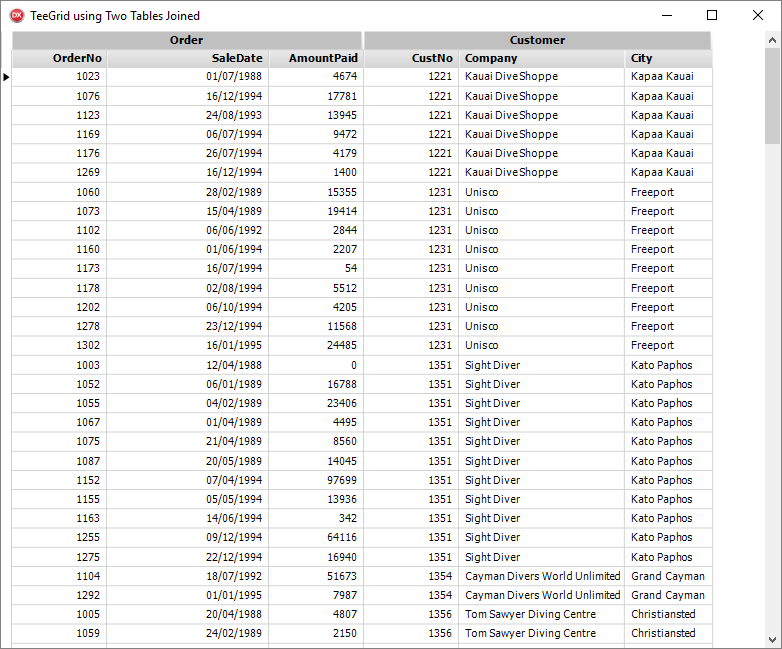 DX TeeGrid using Two Tables Joined
Order Customer
OrderNo SaleDate AmountPaid CustNo Company City
1023 01/07/1988 4674 1221 Kauai Dive Shoppe Kapaa Kauai
1076 16/12/1994 17781 1221 Kauai Dive Shoppe Kapaa Kauai
1123 24/08/1993 13945 1221 Kauai Dive Shoppe Kapaa Kauai
1169 06/07/1994 9472 1221 Kauai Dive Shoppe Kapaa Kauai
1176 26/07/1994 4179 1221 Kauai Dive Shoppe Kapaa Kauai
1269 16/12/1994 1400 1221 Kauai Dive Shoppe Kapaa Kauai
1060 28/02/1989 15355 1231 Unisco Freeport
1073 15/04/1989 19414 1231 Unisco Freeport
1102 06/06/1992 2844 1231 Unisco Freeport
1160 01/06/1994 2207 1231 Unisco Freeport
1173 16/07/1994 54 1231 Unisco Freeport
1178 02/08/1994 5512 1231 Unisco Freeport
1202 06/10/1994 4205 1231 Unisco Freeport
1278 23/12/1994 11568 1231 Unisco Freeport
1302 16/01/1995 24485 1231 Unisco Freeport
1003 12/04/1988 0 1351 Sight Diver Kato Paphos
1052 06/01/1989 16788 1351 Sight Diver Kato Paphos
1055 04/02/1989 23406 1351 Sight Diver Kato Paphos
1067 01/04/1989 4495 1351 Sight Diver Kato Paphos
1075 21/04/1989 8560 1351 Sight Diver Kato Paphos
1087 20/05/1989 14045 1351 Sight Diver Kato Paphos
1152 07/04/1994 97699 1351 Sight Diver Kato Paphos
1155 05/05/1994 13936 1351 Sight Diver Kato Paphos
1163 14/06/1994 342 1351 Sight Diver Kato Paphos
1255 09/12/1994 64116 1351 Sight Diver Kato Paphos
1275 22/12/1994 16940 1351 Sight Diver Kato Paphos
1104 18/07/1992 51673 1354 Cayman Divers World Unlimited Grand Cayman
1292 01/01/1995 7987 1354 Cayman Divers World Unlimited Grand Cayman
1005 20/04/1988 4807 1356 Tom Sawyer Diving Centre Christiansted
1059 24/02/1989 2150 1356 Tom Sawyer Diving Centre Christiansted